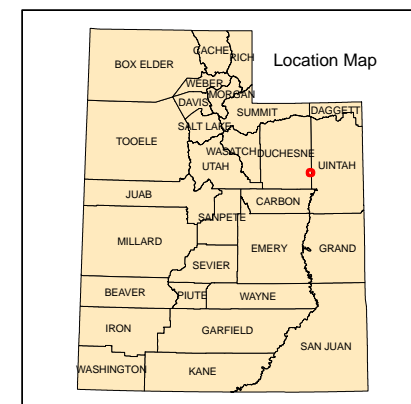 Location Map
BOX ELDER
CACHE
RICH
WEBER
MORGAN
DAVIS
SUMMIT
DAGGETT
SALT LAKE
TOOELE
WASATCH
DUCHESNE
UINTAH
UTAH
JUAB
CARBON
SANPETE
MILLARD
EMERY
GRAND
SEVIER
BEAVER
PIUTE
WAYNE
IRON
GARFIELD
SAN JUAN
WASHINGTON
KANE